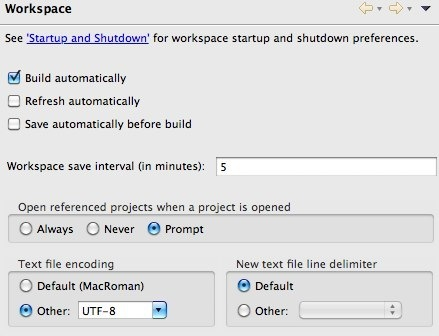 Workspace
See 'Startup and Shutdown' for workspace startup and shutdown preferences.
Build automatically
Refresh automatically
Save automatically before build
Workspace save interval (in minutes): 5
Open referenced projects when a project is opened
Always Never Prompt
Text file encoding
Default (MacRoman)
Other: UTF-8
New text file line delimiter
Default
Other: